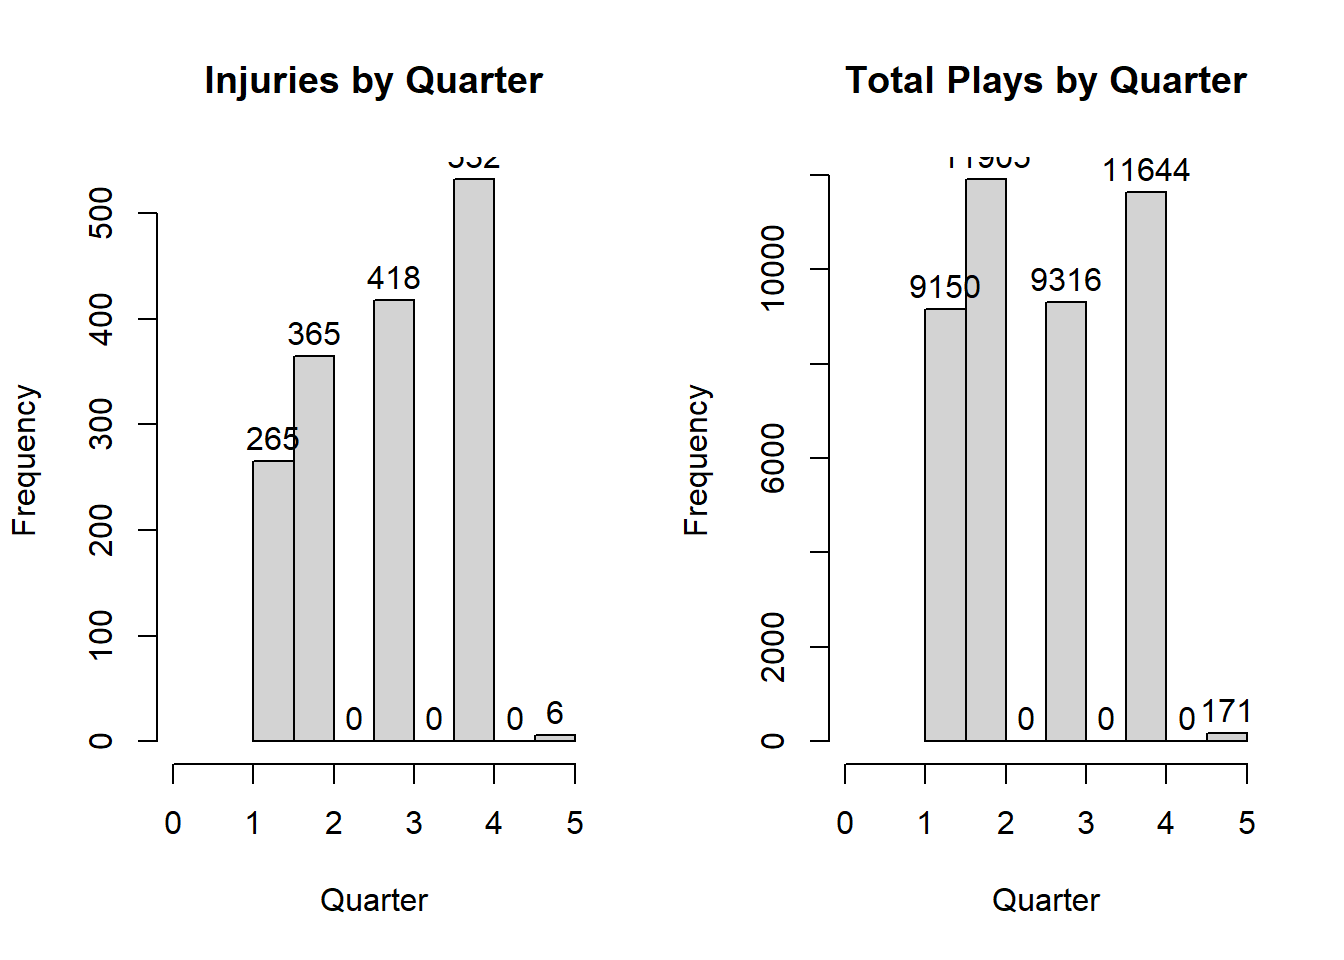 Injuries by Quarter
Frequency
0 100 200 300 400 500
265
365
0
418
0
0
6
0 1 2 3 4 5
Quarter
Total Plays by Quarter
Frequency
0 2000 6000 10000
9150
0
9316
0
11644
0
171
0 1 2 3 4 5
Quarter